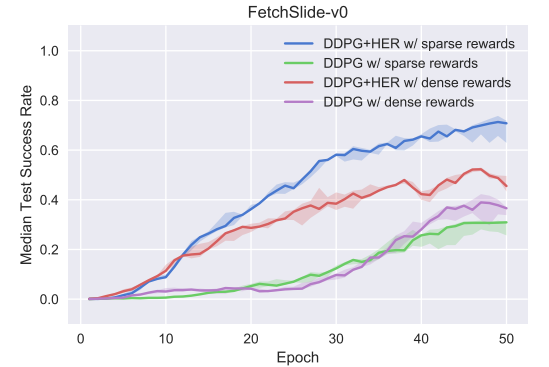 FetchSlide-v0
DDPG+HER w/ sparse rewards
DDPG w/ sparse rewards
DDPG+HER w/ dense rewards
DDPG w/ dense rewards
Median Test Success Rate
1.0
0.8
0.6
0.4
0.2
0.0
0 10 20 30 40 50
Epoch